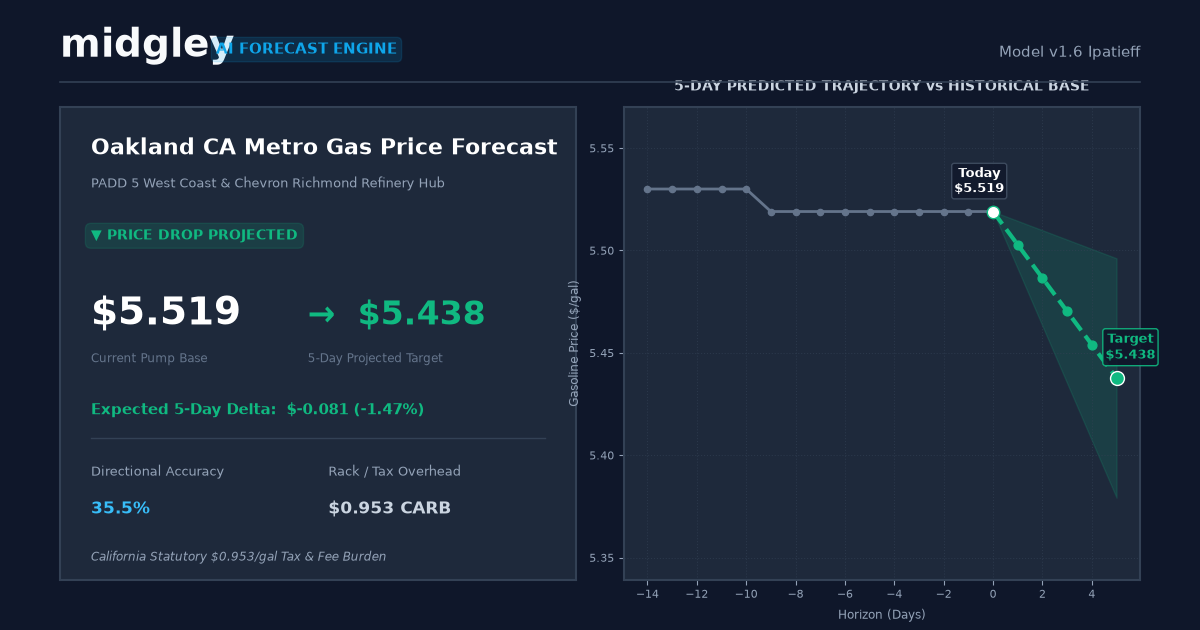 midgley
AI FORECAST ENGINE
Model v1.6 Ipatieff
Oakland CA Metro Gas Price Forecast
PADD 5 West Coast & Chevron Richmond Refinery Hub
▼ PRICE DROP PROJECTED
$5.519 → $5.438
Current Pump Base
5-Day Projected Target
Expected 5-Day Delta: $-0.081 (-1.47%)
Directional Accuracy
Rack / Tax Overhead
35.5%
$0.953 CARB
California Statutory $0.953/gal Tax & Fee Burden
5-DAY PREDICTED TRAJECTORY vs HISTORICAL BASE
Gasoline Price ($/gal)
5.55
5.50
5.45
5.40
5.35
Today
$5.519
Target
$5.438
−14 −12 −10 −8 −6 −4 −2 0 2 4
Horizon (Days)